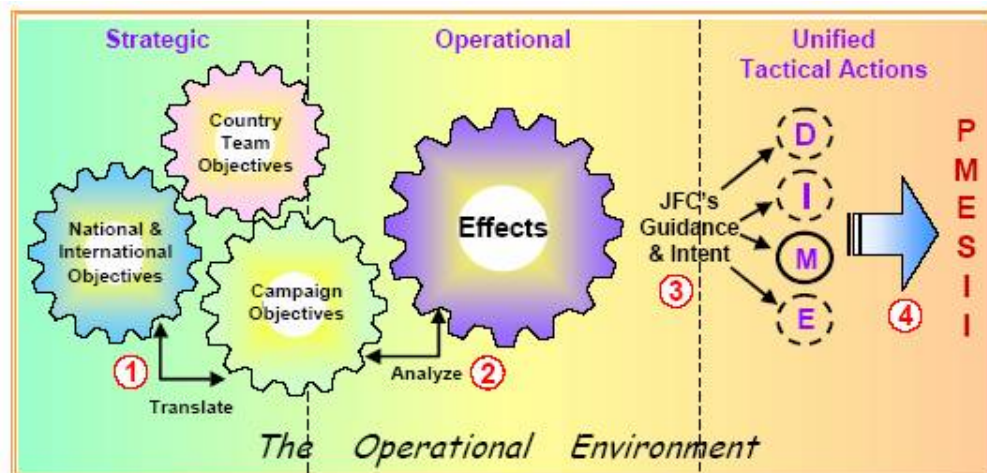 Strategic
Operational
Unified
Tactical Actions
Country
Team
Objectives
National &
International
Objectives
Campaign
Objectives
Effects
JFC's
Guidance
& Intent
D
I
M
E
P
M
E
S
I
I
1
Translate
Analyze
2
3
4
The Operational Environment